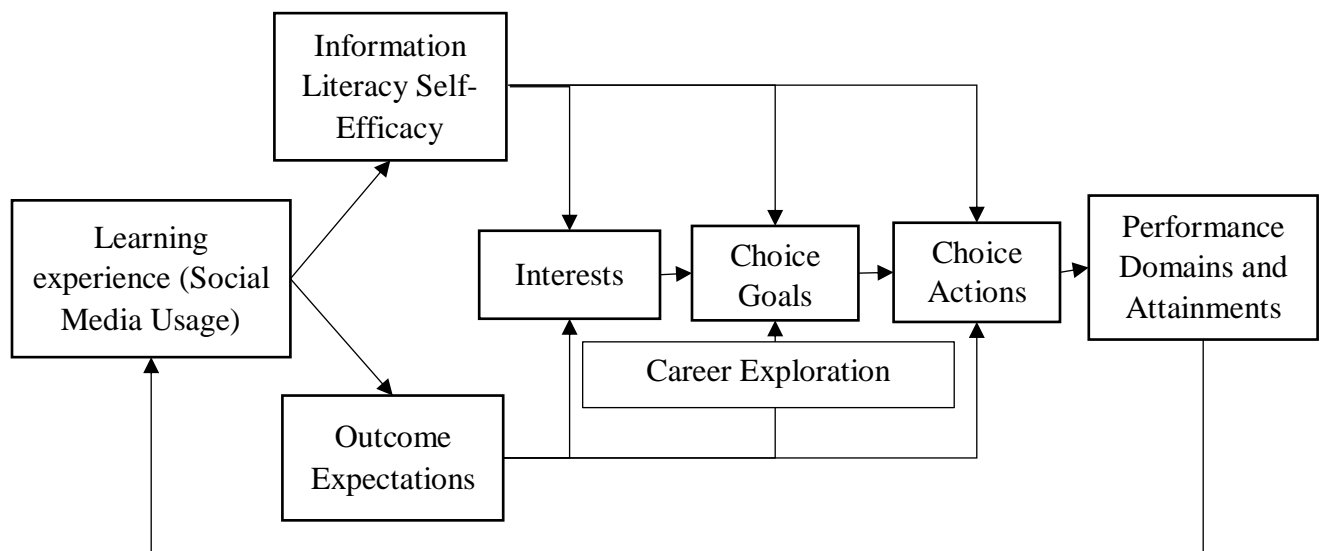 Information
Literacy Self-
Efficacy
Learning
experience (Social
Media Usage)
Interests
Choice
Goals
Choice
Actions
Performance
Domains and
Attainments
Career Exploration
Outcome
Expectations